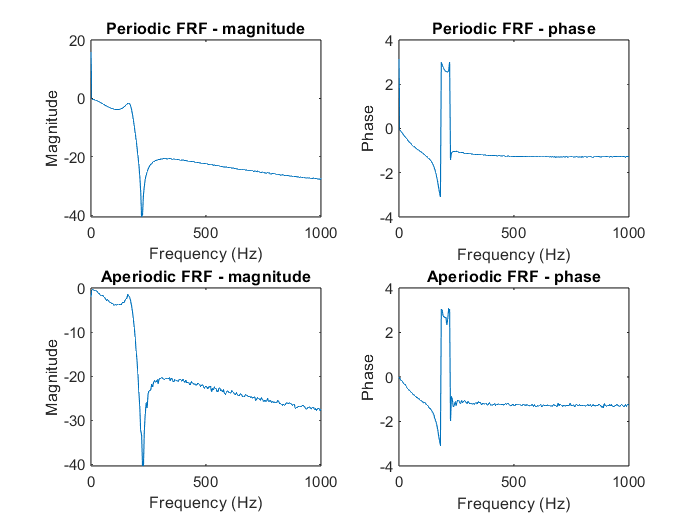 Periodic FRF - magnitude
Magnitude
20
0
-20
-40
0
500
1000
Frequency (Hz)
Periodic FRF - phase
Phase
4
2
0
-2
-4
0
500
1000
Frequency (Hz)
Aperiodic FRF - magnitude
Magnitude
0
-10
-20
-30
-40
0
500
1000
Frequency (Hz)
Aperiodic FRF - phase
Phase
4
2
0
-2
-4
0
500
1000
Frequency (Hz)